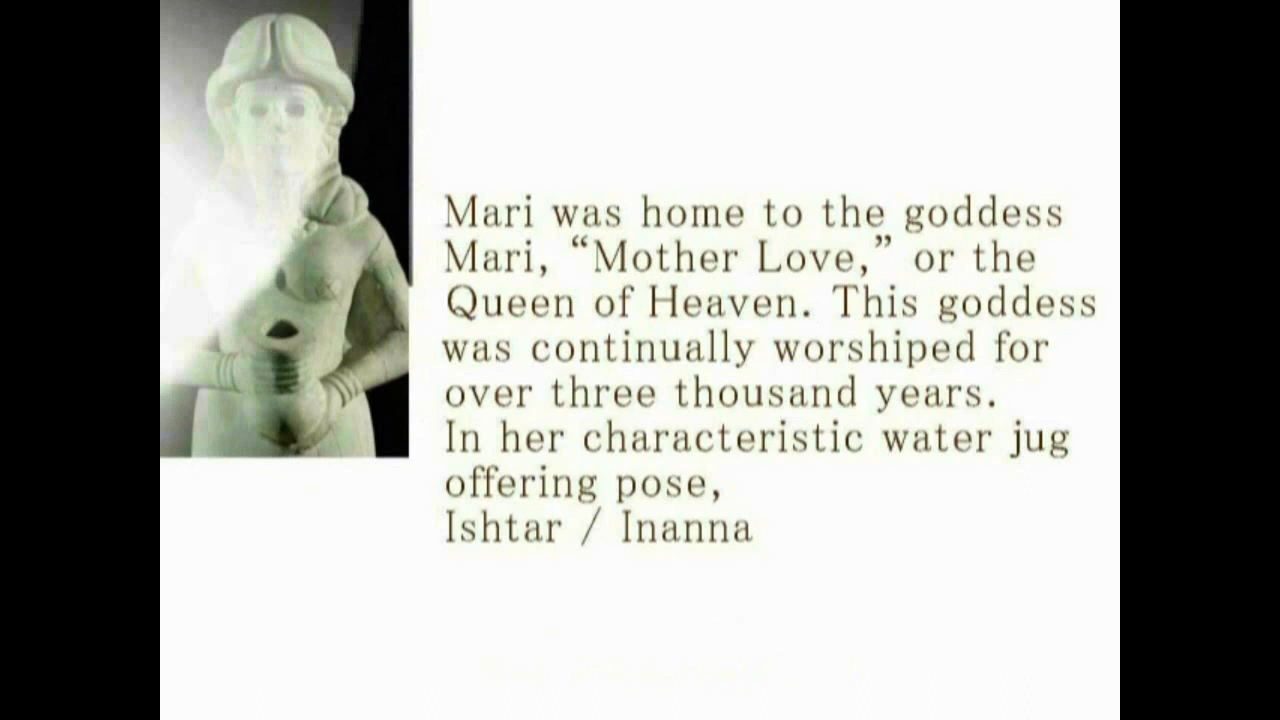 Mari was home to the goddess
Mari, “Mother Love,” or the
Queen of Heaven. This goddess
was continually worshiped for
over three thousand years.
In her characteristic water jug
offering pose,
Ishtar / Inanna